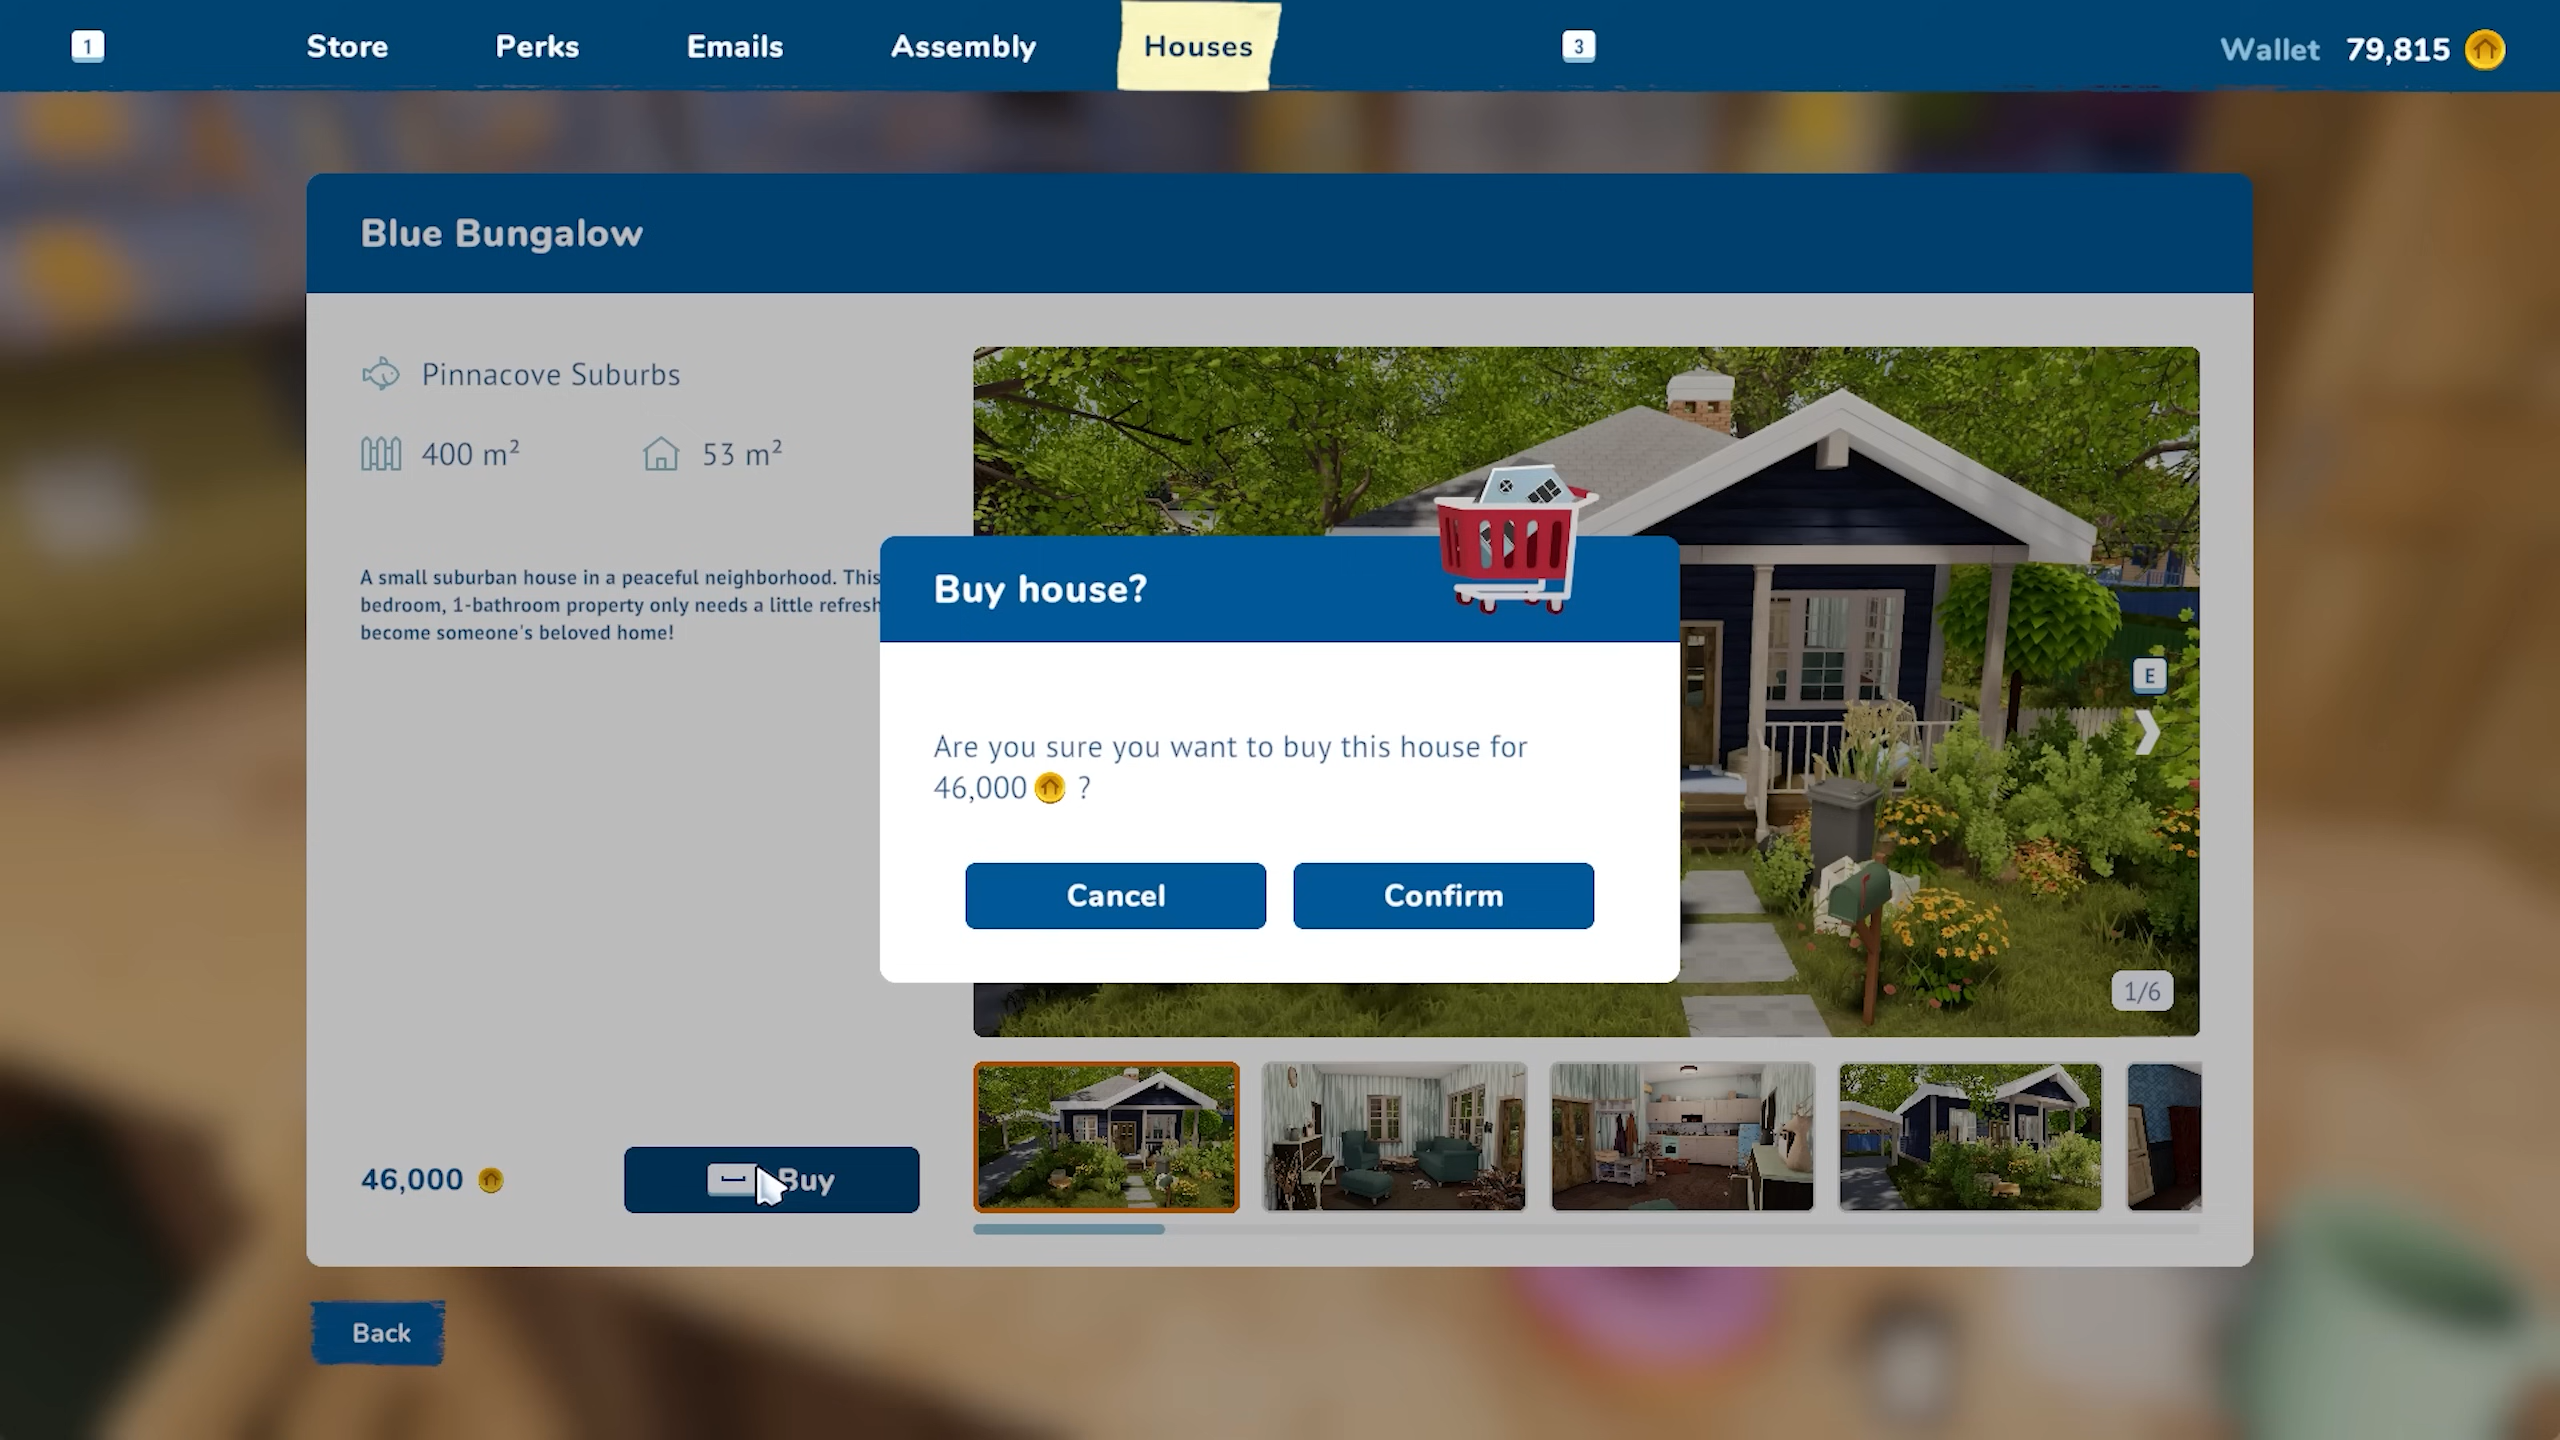 1
Store
Perks
Emails
Assembly
Houses
3
Wallet 79,815
Blue Bungalow
Pinnacove Suburbs
400 m²
53 m²
A small suburban house in a peaceful neighborhood. This
bedroom, 1-bathroom property only needs a little refresh
become someone's beloved home!
Buy house?
Are you sure you want to buy this house for
46,000 ?
Cancel
Confirm
E
1/6
46,000
Buy
Back